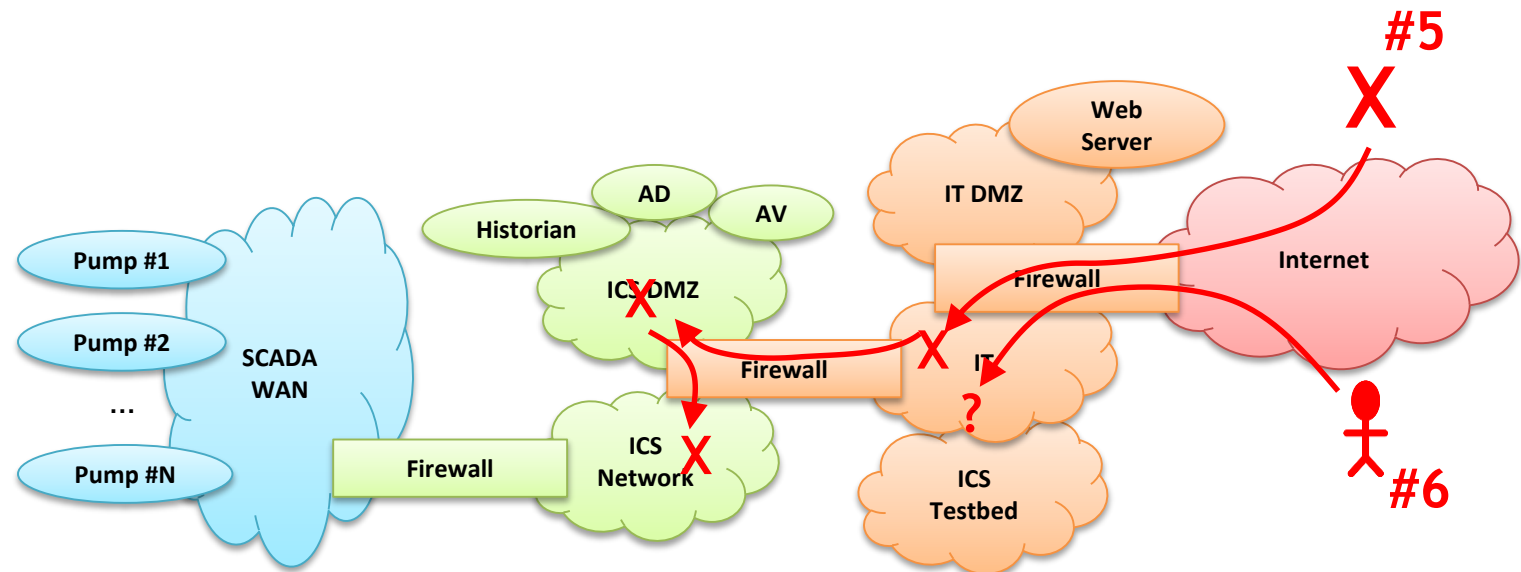 #5
X
Web
Server
IT DMZ
AD
AV
Historian
Pump #1
ICS DMZ
X
Firewall
Internet
Pump #2
SCADA
WAN
...
Firewall
X
IT
?
Pump #N
Firewall
ICS
Network
X
ICS
Testbed
#6